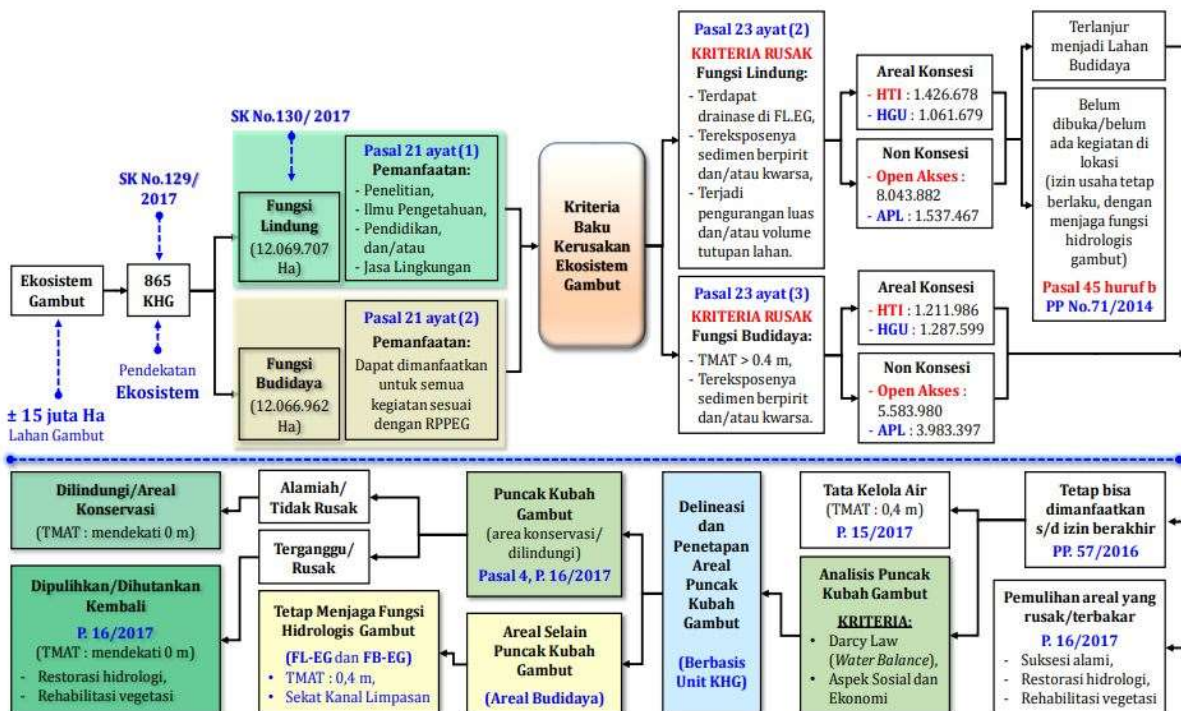 Ekosistem
Gambut
± 15 juta Ha
Lahan Gambut
SK No.129/
2017
865
KHG
Pendekatan
Ekosistem
SK No.130/ 2017
Fungsi
Lindung
(12.069.707
Ha)
Pasal 21 ayat (1)
Pemanfaatan:
- Penelitian,
- Ilmu Pengetahuan,
- Pendidikan,
dan/atau
- Jasa Lingkungan
Fungsi
Budidaya
(12.066.962
Ha)
Pasal 21 ayat (2)
Pemanfaatan:
Dapat dimanfaatkan
untuk semua
kegiatan sesuai
dengan RPPEG
Kriteria
Baku
Kerusakan
Ekosistem
Gambut
Pasal 23 ayat (2)
KRITERIA RUSAK
Fungsi Lindung:
- Terdapat
drainase di FL.EG,
- Tereksposenya
sedimen berpirit
dan/atau kwarsa,
- Terjadi
pengurangan luas
dan/atau volume
tutupan lahan.
Pasal 23 ayat (3)
KRITERIA RUSAK
Fungsi Budidaya:
- TMAT > 0.4 m,
- Tereksposenya
sedimen berpirit
dan/atau kwarsa.
Areal Konsesi
- HTI : 1.426.678
- HGU : 1.061.679
Non Konsesi
- Open Akses :
8.043.882
- APL : 1.537.467
Areal Konsesi
- HTI : 1.211.986
- HGU : 1.287.599
Non Konsesi
- Open Akses :
5.583.980
- APL : 3.983.397
Terlanjur
menjadi Lahan
Budidaya
Belum
dibuka/belum
ada kegiatan di
lokasi
(izin usaha tetap
berlaku, dengan
menjaga fungsi
hidrologis
gambut)
Pasal 45 huruf b
PP No.71/2014
Dilindungi/Areal
Konservasi
(TMAT : mendekati 0 m)
Dipulihkan/Dihutankan
Kembali
P. 16/2017
(TMAT : mendekati 0 m)
- Restorasi hidrologi,
- Rehabilitasi vegetasi
Alamiah/
Tidak Rusak
Terganggu/
Rusak
Tetap Menjaga Fungsi
Hidrologis Gambut
(FL-EG dan FB-EG)
• TMAT : 0,4 m,
• Sekat Kanal Limpasan
Puncak Kubah
Gambut
(area konservasi/
dilindungi)
Pasal 4, P. 16/2017
Areal Selain
Puncak Kubah
Gambut
(Areal Budidaya)
Delineasi
dan
Penetapan
Areal
Puncak
Kubah
Gambut
(Berbasis
Unit KHG)
Tata Kelola Air
(TMAT : 0,4 m)
P. 15/2017
Analisis Puncak
Kubah Gambut
KRITERIA:
• Darcy Law
(Water Balance),
• Aspek Sosial dan
Ekonomi
Tetap bisa
dimanfaatkan
s/d izin berakhir
PP. 57/2016
Pemulihan areal yang
rusak/terbakar
P. 16/2017
- Suksesi alami,
- Restorasi hidrologi,
- Rehabilitasi vegetasi